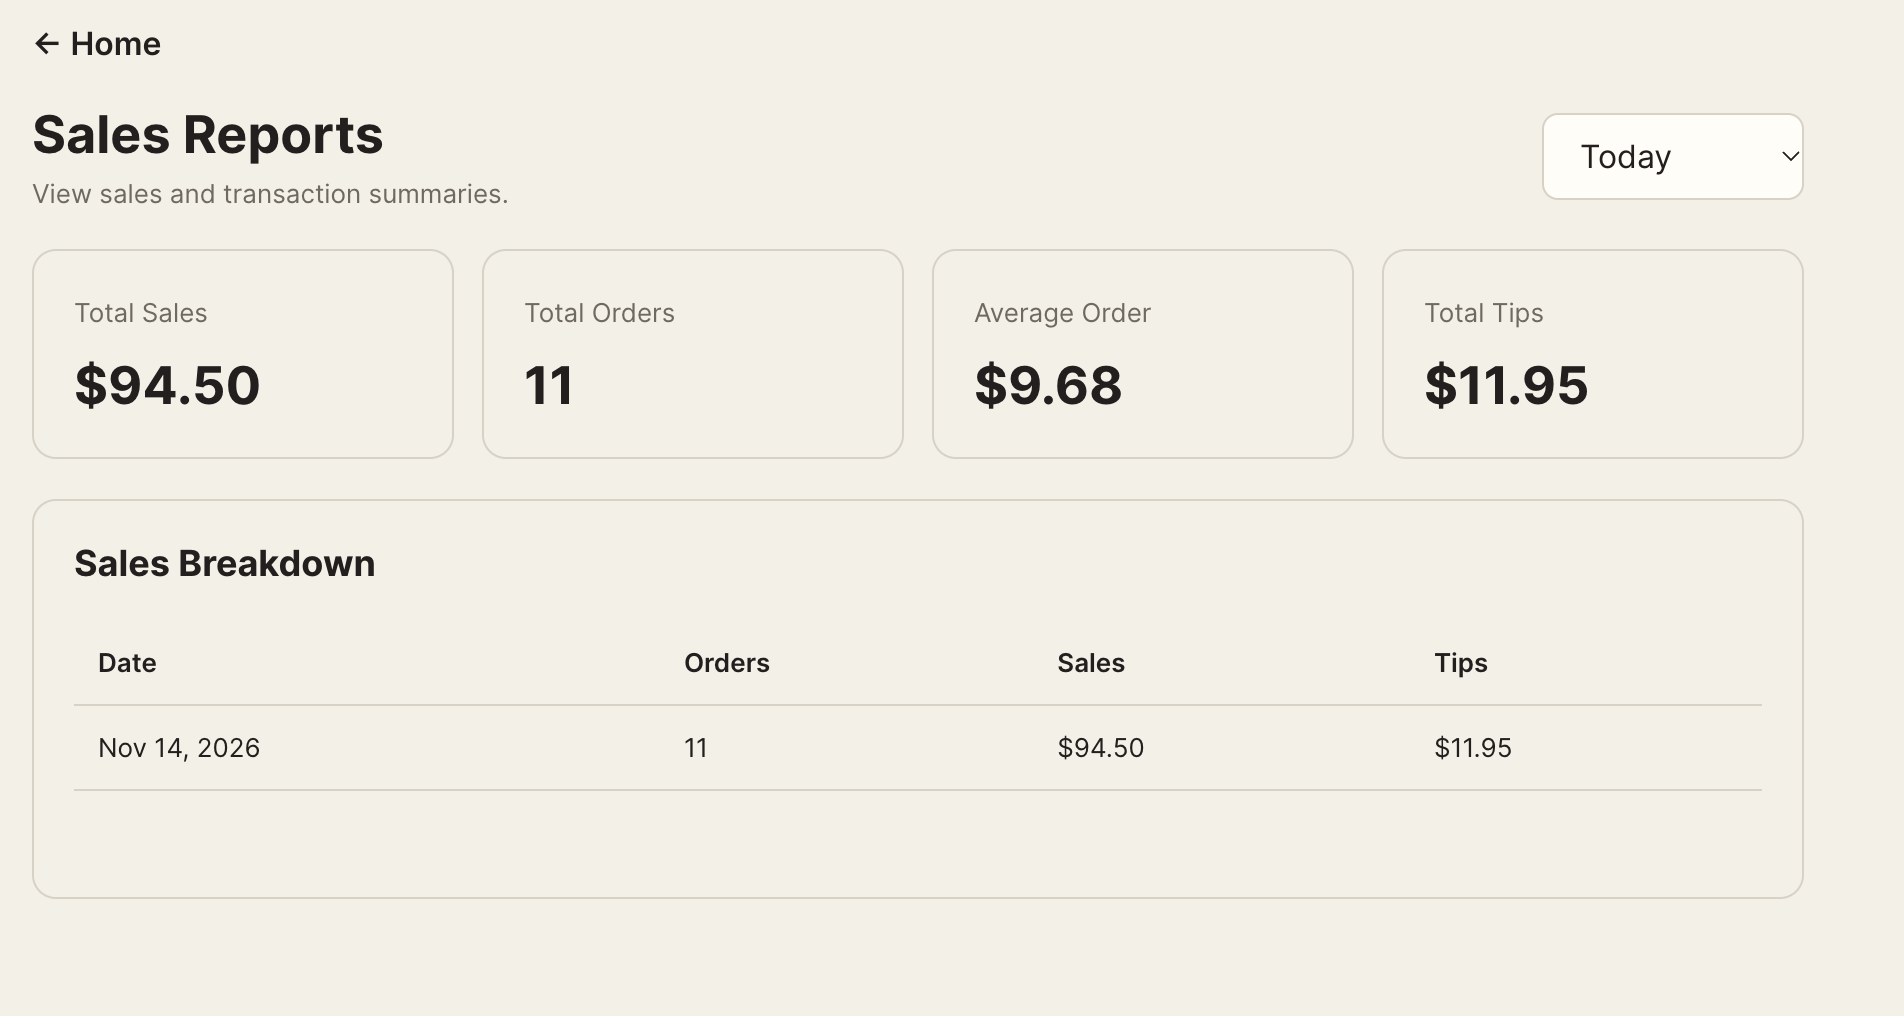 ← Home
Sales Reports
View sales and transaction summaries.
Today
Total Sales
$94.50
Total Orders
11
Average Order
$9.68
Total Tips
$11.95
Sales Breakdown
Date Orders Sales Tips
Nov 14, 2026 11 $94.50 $11.95